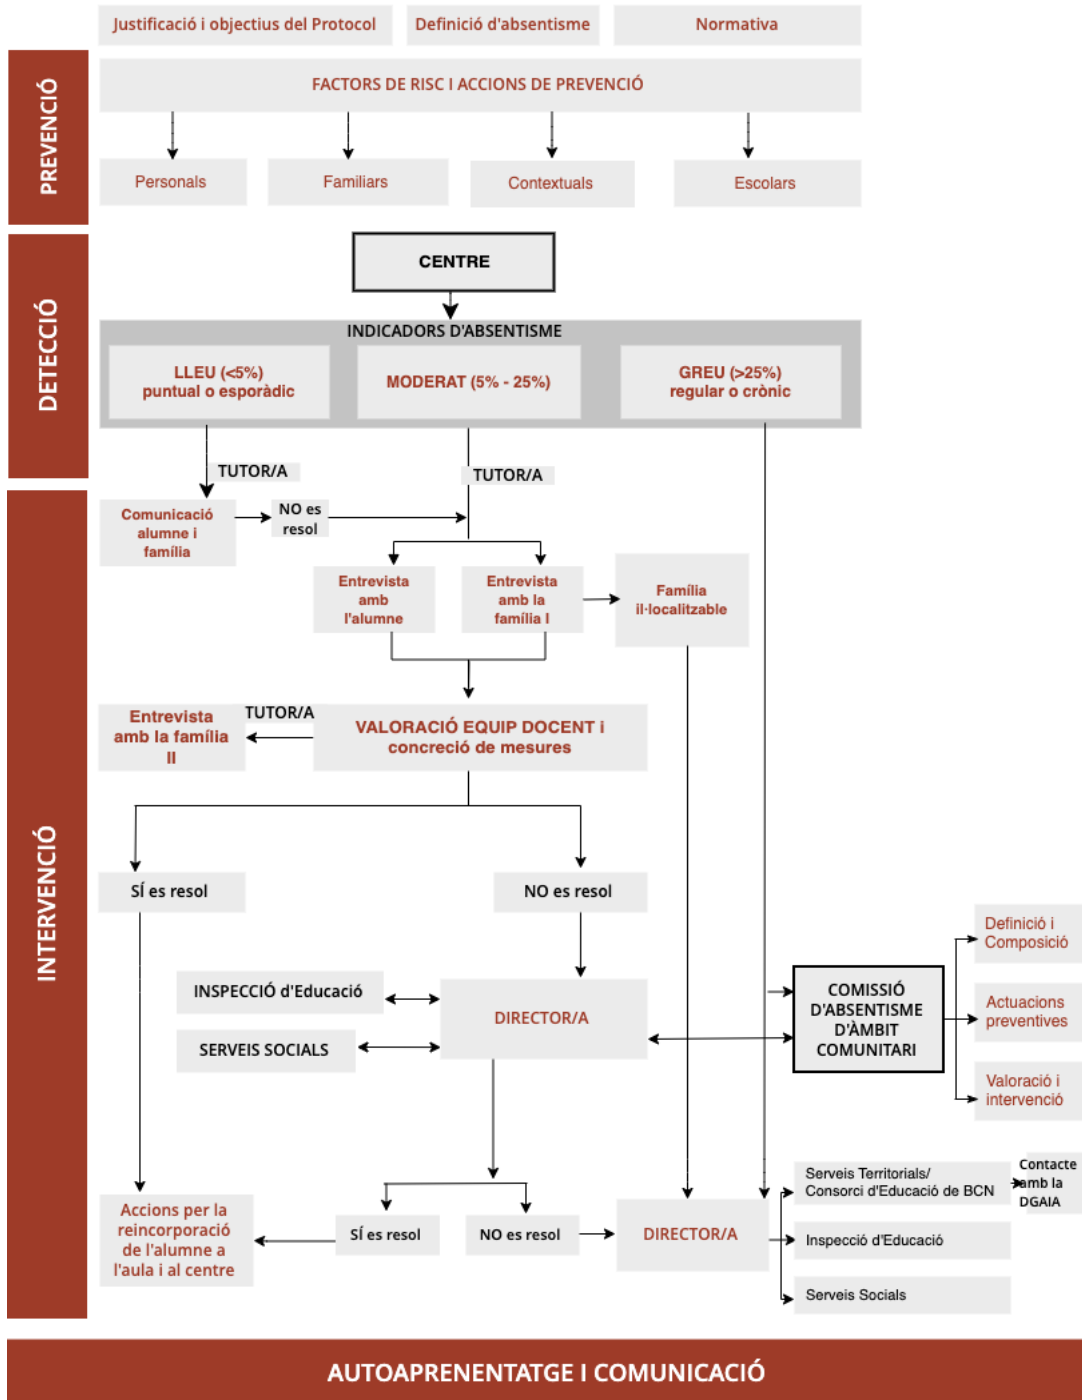 Justificació i objectius del Protocol
Definició d'absentisme
Normativa
PREVENCIÓ
FACTORS DE RISC I ACCIONS DE PREVENCIÓ
Personals
Familiars
Contextuals
Escolars
DETECCIÓ
CENTRE
INDICADORS D'ABSENTISME
LLEU (<5%)
puntual o esporàdic
MODERAT (5% - 25%)
GREU (>25%)
regular o crònic
TUTOR/A
TUTOR/A
INTERVENCIÓ
Comunicació
alumne i
família
NO es
resol
Entrevista
amb
l'alumne
Entrevista
amb la
família I
Família
il·localitzable
Entrevista
amb la família
II
TUTOR/A
VALORACIÓ EQUIP DOCENT i
concreció de mesures
SÍ es resol
NO es resol
INSPECCIÓ d'Educació
SERVEIS SOCIALS
DIRECTOR/A
COMISSIÓ
D'ABSENTISME
D'ÀMBIT
COMUNITARI
Definició i
Composició
Actuacions
preventives
Valoració i
intervenció
Accions per la
reincorporació
de l'alumne a
l'aula i al centre
SÍ es resol
NO es resol
DIRECTOR/A
Serveis Territorials/
Consorci d'Educació de BCN
Contacte
amb la
DGAIA
Inspecció d'Educació
Serveis Socials
AUTOAPRENENTATGE I COMUNICACIÓ